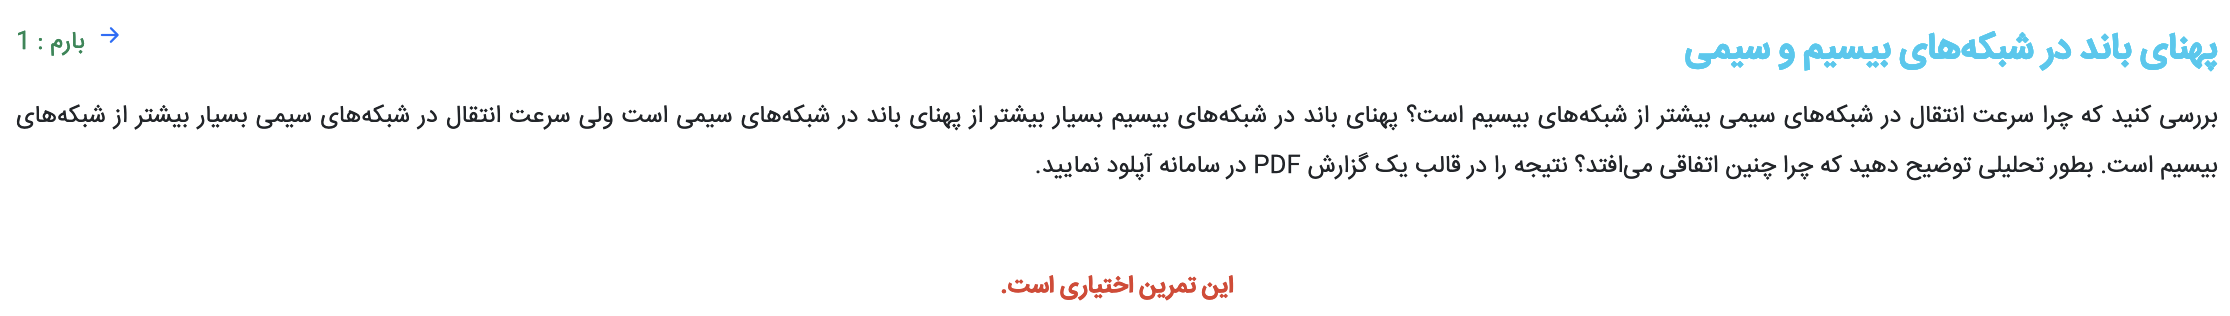 پهنای باند در شبکه‌های بیسیم و سیمی
بارم : 1
بررسی کنید که چرا سرعت انتقال در شبکه‌های سیمی بیشتر از شبکه‌های بیسیم است؟ پهنای باند در شبکه‌های بیسیم بسیار بیشتر از پهنای باند در شبکه‌های سیمی است ولی سرعت انتقال در شبکه‌های سیمی بسیار بیشتر از شبکه‌های
بیسیم است. بطور تحلیلی توضیح دهید که چرا چنین اتفاقی می‌افتد؟ نتیجه را در قالب یک گزارش PDF در سامانه آپلود نمایید.
این تمرین اختیاری است.